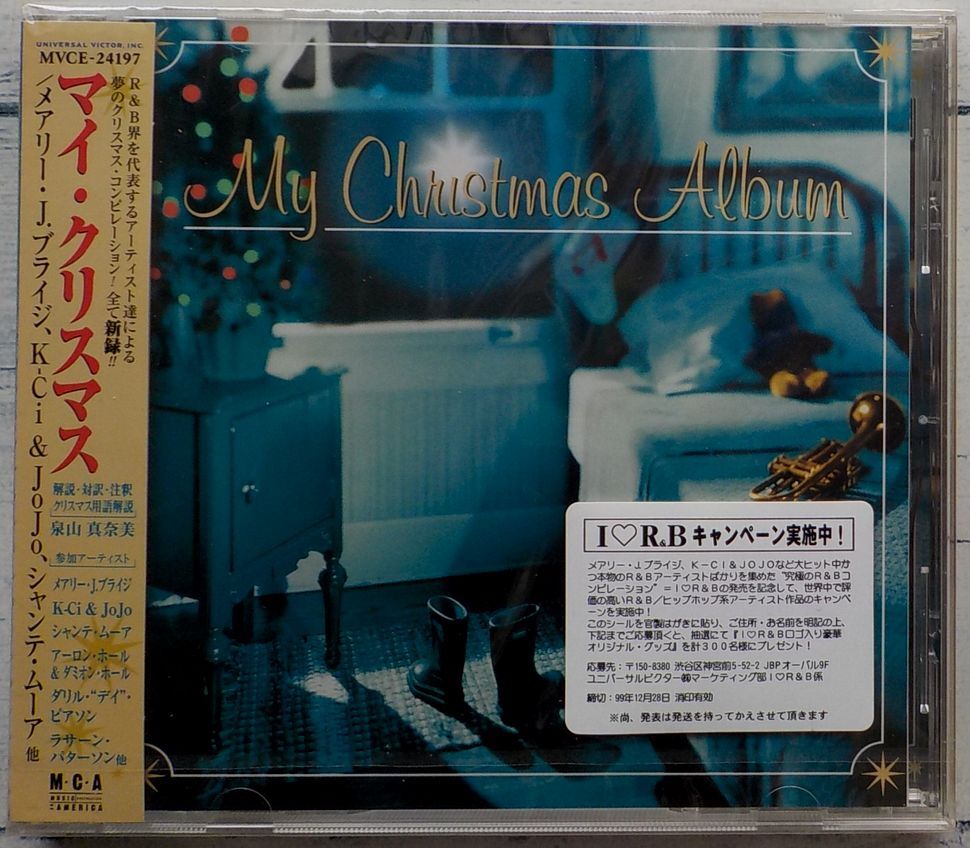 UNIVERSAL VICTOR, INC.
MVCE-24197
R&B界を代表するアーティスト達による
夢のクリスマス・コンピレーション! 全て新録!!
マイ・クリスマス
/メアリー・J.ブライジ、K-Ci & JoJo、シャンテ・ムーア 他
解説・対訳・注釈
クリスマス用語解説
泉山 真奈美
参加アーティスト
メアリー・J.ブライジ
K-Ci & JoJo
シャンテ・ムーア
アーロン・ホール
& ダミオン・ホール
ダリル・“デイ”・
ピアソン
ラサーン・
パターソン他
M・C・A
MUSIC
AMERICA
My Christmas Album
I♡R&B キャンペーン実施中!
メアリー・J.ブライジ、K-CI&JOJOなど大ヒット中か
つ本物のR&Bアーティストばかりを集めた“究極のR&Bコ
ンピレーション”=I♡R&Bの発売を記念して、世界中で評
価の高いR&B/ヒップホップ系アーティスト作品のキャンペ
ーンを実施中!
このシールを官製はがきに貼り、ご住所・お名前を明記の上、
下記までご応募頂くと、抽選にて『I♡R&Bロゴ入り豪華
オリジナル・グッズ』を計300名様にプレゼント!
応募先:〒150-8380 渋谷区神宮前5-52-2 JBPオーバル9F
ユニバーサルビクター㈱マーケティング部I♡R&B係
締切:99年12月28日 消印有効
※尚、発表は発送を持ってかえさせて頂きます